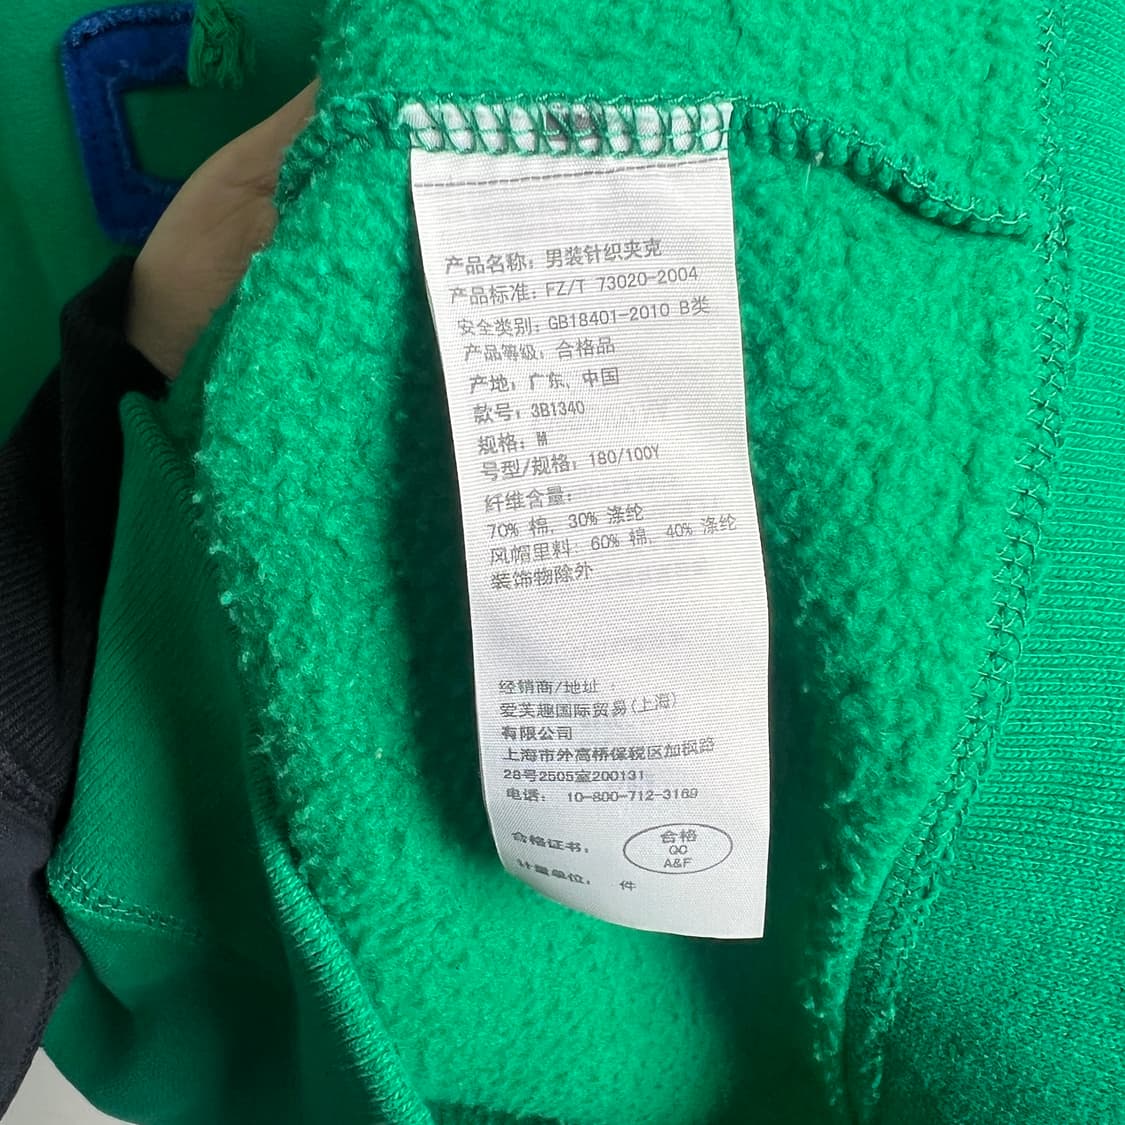 产品名称: 男装针织夹克
产品标准: FZ/T 73020-2004
安全类别: GB18401-2010 B类
产品等级: 合格品
产地: 广东、中国
款号: 3B1340
规格: M
号型/规格: 180/100Y
纤维含量:
70% 棉, 30% 涤纶
风帽里料: 60% 棉, 40% 涤纶
装饰物除外
经销商/地址 :
爱芙趣国际贸易(上海)
有限公司
上海市外高桥保税区加枫路
28号2505室200131
电话: 10-800-712-3169
合格证书:
合格
QC
A&F
计量单位: 件